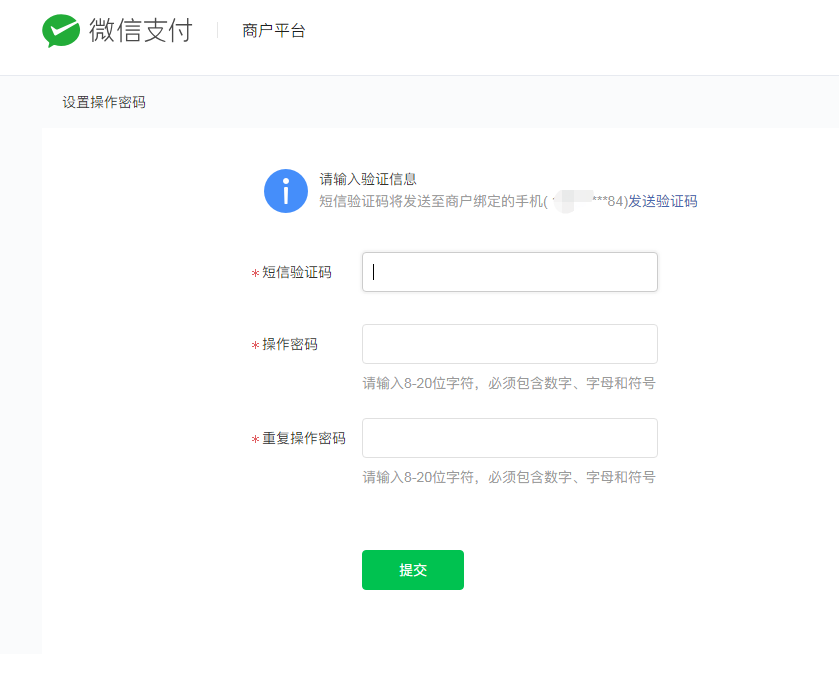 微信支付 商户平台
设置操作密码
请输入验证信息
短信验证码将发送至商户绑定的手机( ***84)发送验证码
*短信验证码
*操作密码
请输入8-20位字符，必须包含数字、字母和符号
*重复操作密码
请输入8-20位字符，必须包含数字、字母和符号
提交